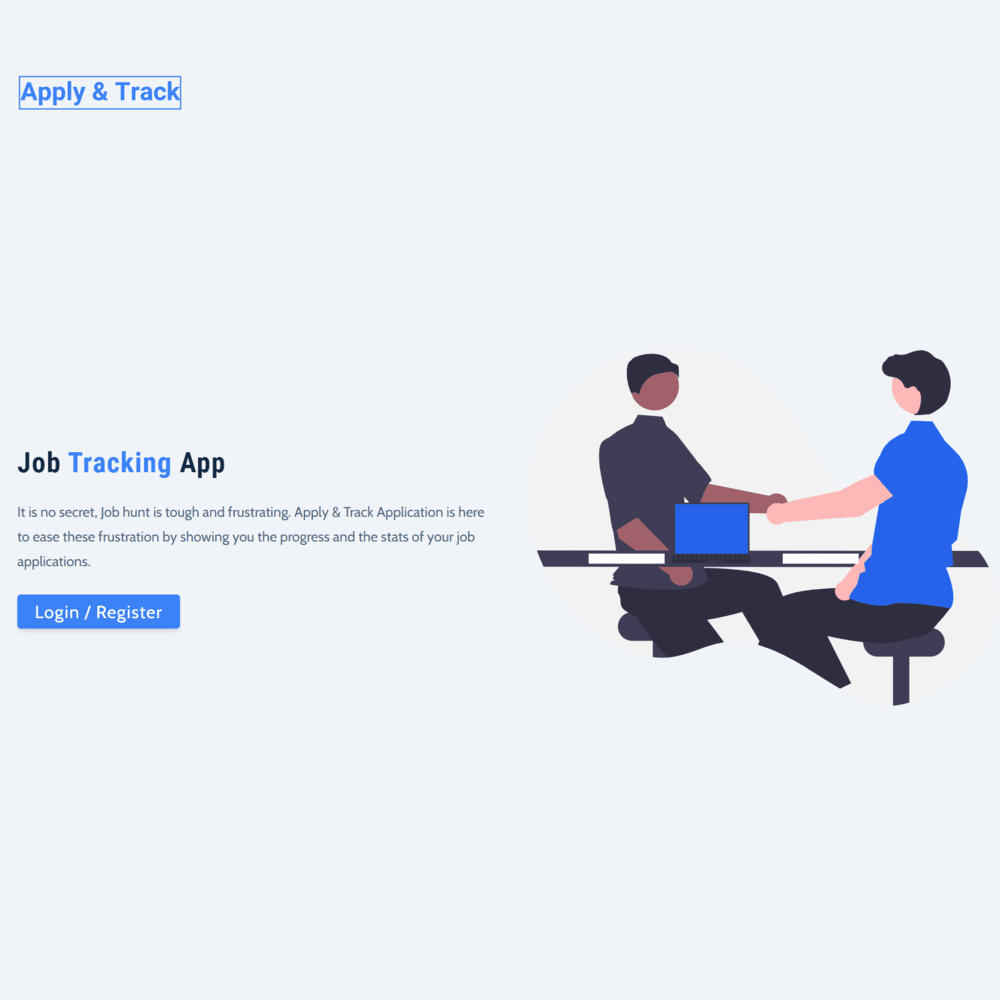 Apply & Track
Job Tracking App
It is no secret, Job hunt is tough and frustrating. Apply & Track Application is here
to ease these frustration by showing you the progress and the stats of your job
applications.
Login / Register